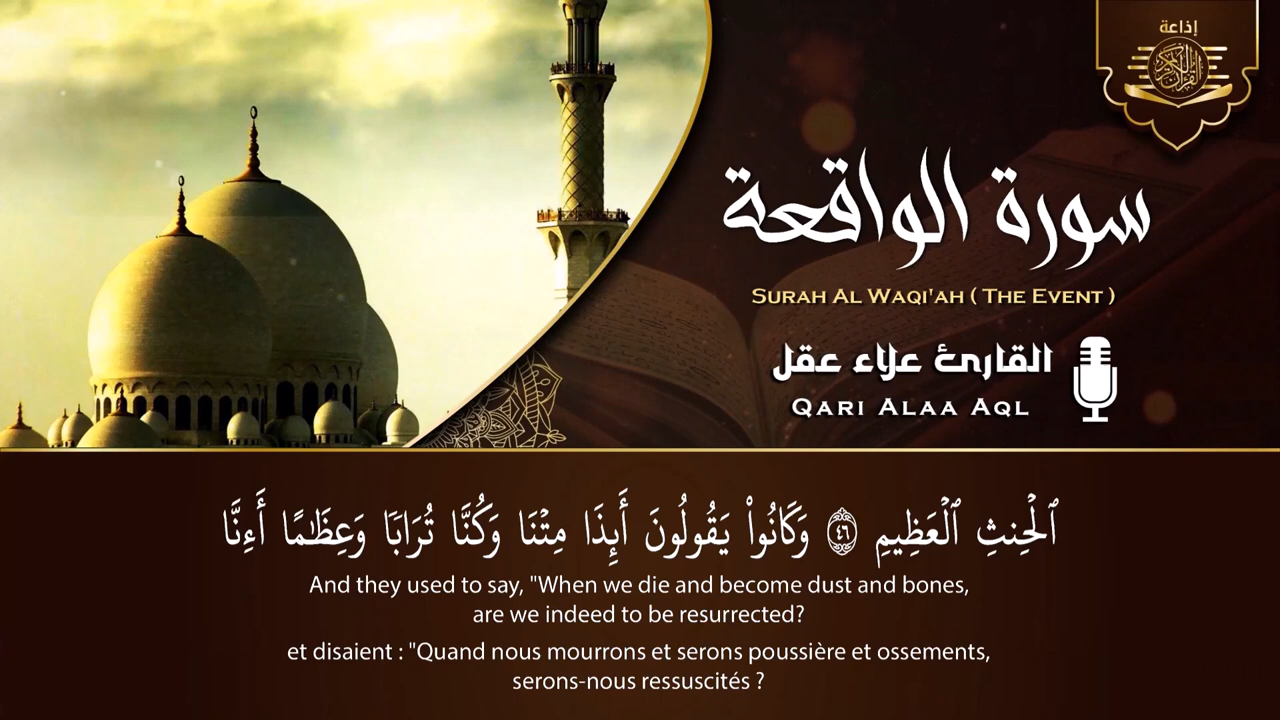 إذاعة
القرآن الكريم
سورة الواقعة
SURAH AL WAQI'AH ( THE EVENT )
القارئ علاء عقل
QARI ALAA AQL
ٱلْحِنثِ ٱلْعَظِيمِ ٤٦ وَكَانُوا۟ يَقُولُونَ أَئِذَا مِتْنَا وَكُنَّا تُرَابًا وَعِظَٰمًا أَءِنَّا
And they used to say, "When we die and become dust and bones,
are we indeed to be resurrected?
et disaient : "Quand nous mourrons et serons poussière et ossements,
serons-nous ressuscités ?